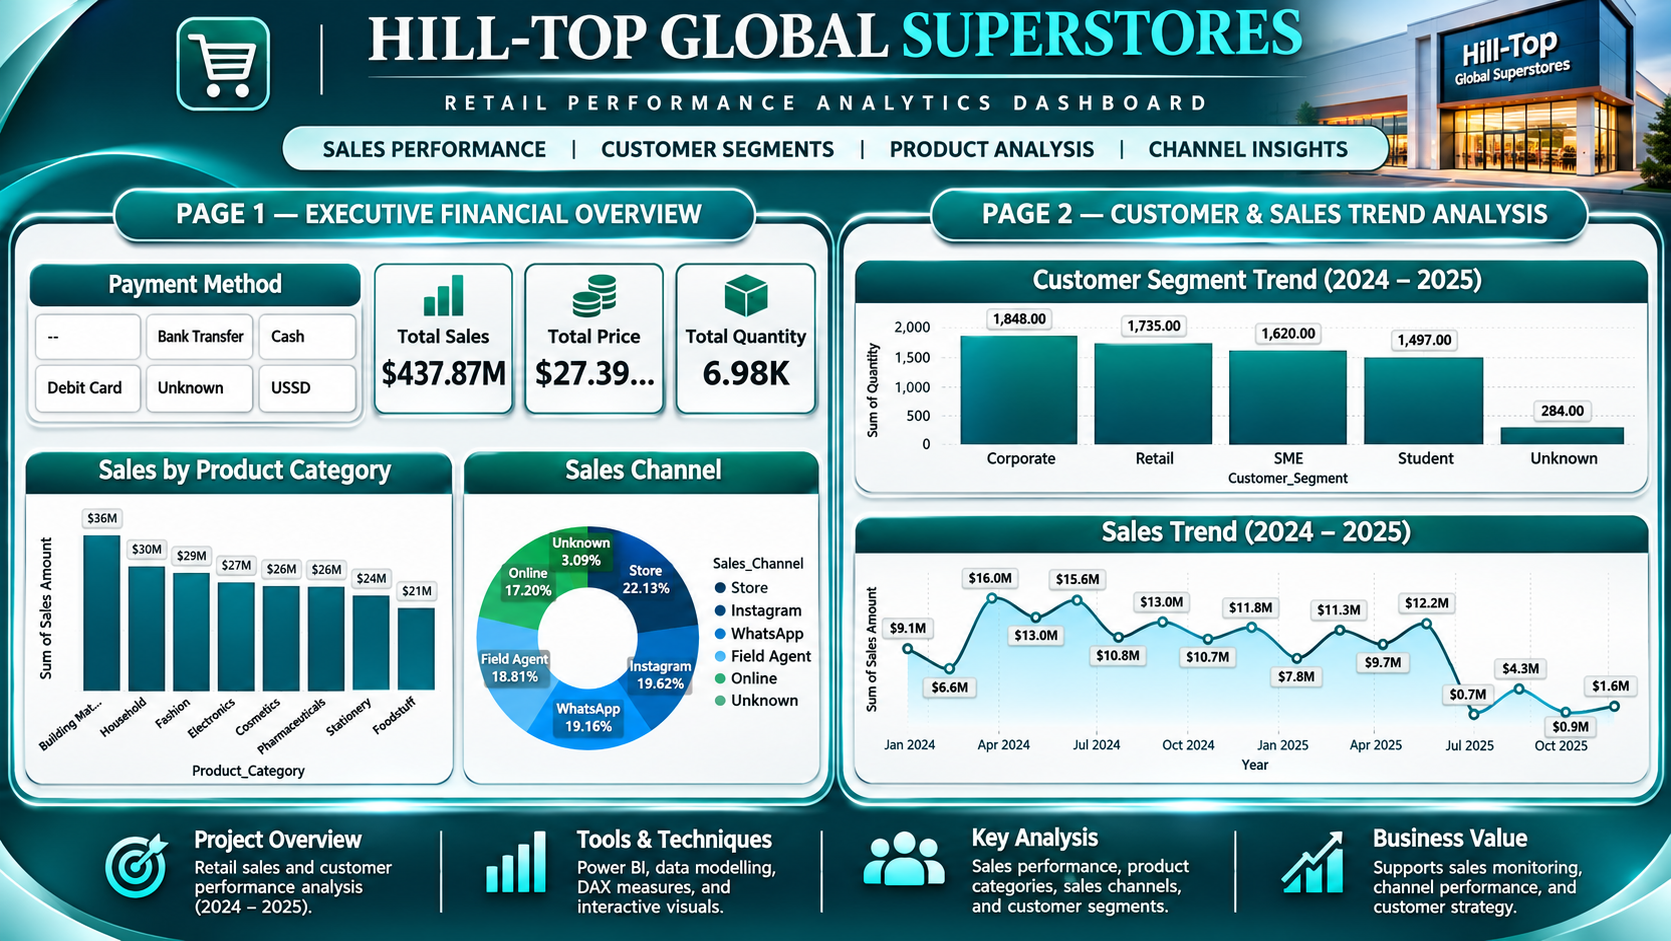 HILL-TOP GLOBAL SUPERSTORES
RETAIL PERFORMANCE ANALYTICS DASHBOARD
Hill-Top
Global Superstores
SALES PERFORMANCE | CUSTOMER SEGMENTS | PRODUCT ANALYSIS | CHANNEL INSIGHTS
PAGE 1 — EXECUTIVE FINANCIAL OVERVIEW
Payment Method
--
Bank Transfer
Cash
Debit Card
Unknown
USSD
Total Sales
$437.87M
Total Price
$27.39...
Total Quantity
6.98K
Sales by Product Category
Sum of Sales Amount
$36M
$30M
$29M
$27M
$26M
$26M
$24M
$21M
Building Mat...
Household
Fashion
Electronics
Cosmetics
Pharmaceuticals
Stationery
Foodstuff
Product_Category
Sales Channel
Unknown
3.09%
Store
22.13%
Online
17.20%
Field Agent
18.81%
Instagram
19.62%
WhatsApp
19.16%
Sales_Channel
Store
Instagram
WhatsApp
Field Agent
Online
Unknown
PAGE 2 — CUSTOMER & SALES TREND ANALYSIS
Customer Segment Trend (2024 – 2025)
Sum of Quantity
2,000
1,500
1,000
500
0
1,848.00
1,735.00
1,620.00
1,497.00
284.00
Corporate
Retail
SME
Student
Unknown
Customer_Segment
Sales Trend (2024 – 2025)
Sum of Sales Amount
$9.1M
$6.6M
$16.0M
$13.0M
$15.6M
$10.8M
$13.0M
$10.7M
$11.8M
$7.8M
$11.3M
$9.7M
$12.2M
$0.7M
$4.3M
$0.9M
$1.6M
Jan 2024
Apr 2024
Jul 2024
Oct 2024
Jan 2025
Apr 2025
Jul 2025
Oct 2025
Year
Project Overview
Retail sales and customer
performance analysis
(2024 – 2025).
Tools & Techniques
Power BI, data modelling,
DAX measures, and
interactive visuals.
Key Analysis
Sales performance, product
categories, sales channels,
and customer segments.
Business Value
Supports sales monitoring,
channel performance, and
customer strategy.